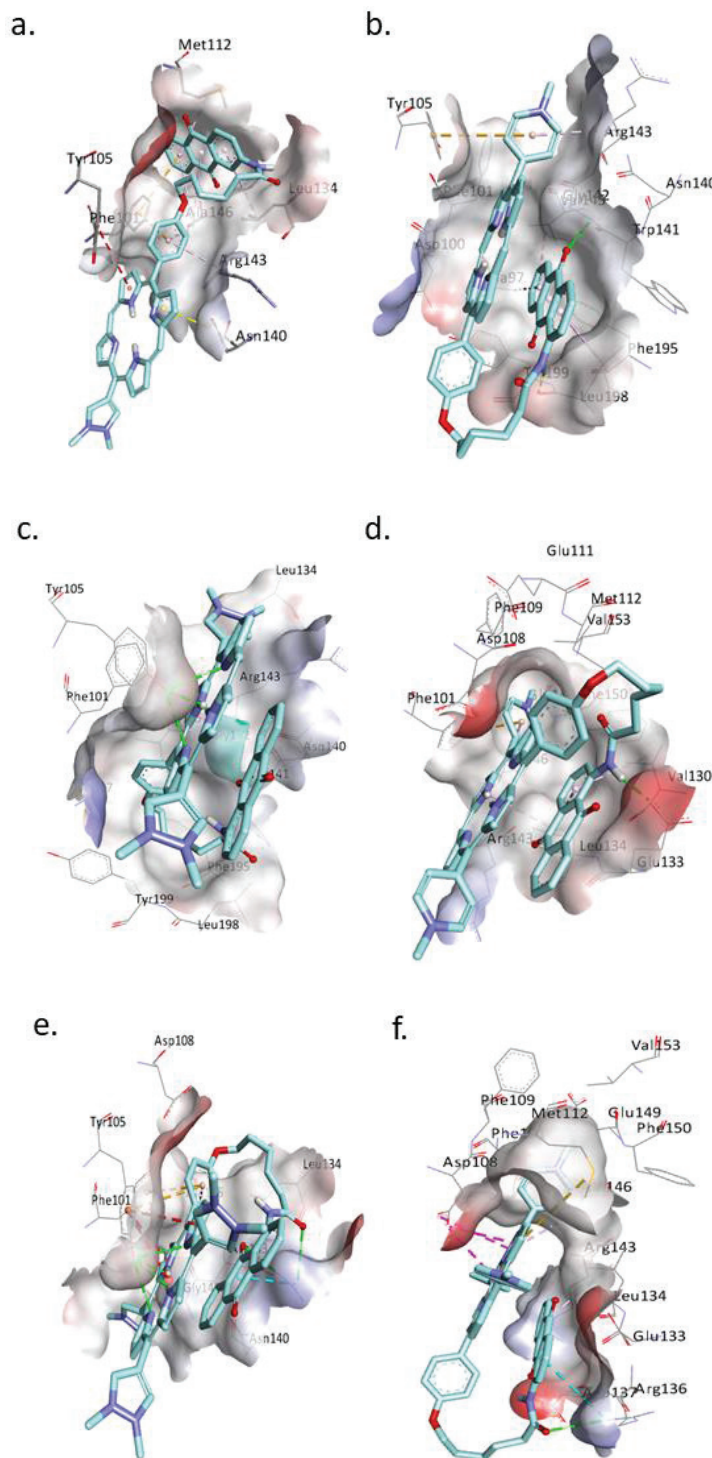 a.
Met112
Tyr105
Leu134
Phe101
Ala146
Arg143
Asn140
b.
Tyr105
Arg143
Asn140
Trp141
Asp100
Phe195
Leu198
c.
Leu134
Tyr105
Arg143
Phe101
Asn140
Phe195
Tyr199
Leu198
d.
Glu111
Phe109
Met112
Val153
Asp108
Phe101
Val130
Arg143
Leu134
Glu133
e.
Asp108
Tyr105
Leu134
Phe101
Asn140
f.
Val153
Phe109
Met112
Glu149
Phe150
Asp108
Arg143
Leu134
Glu133
Arg136